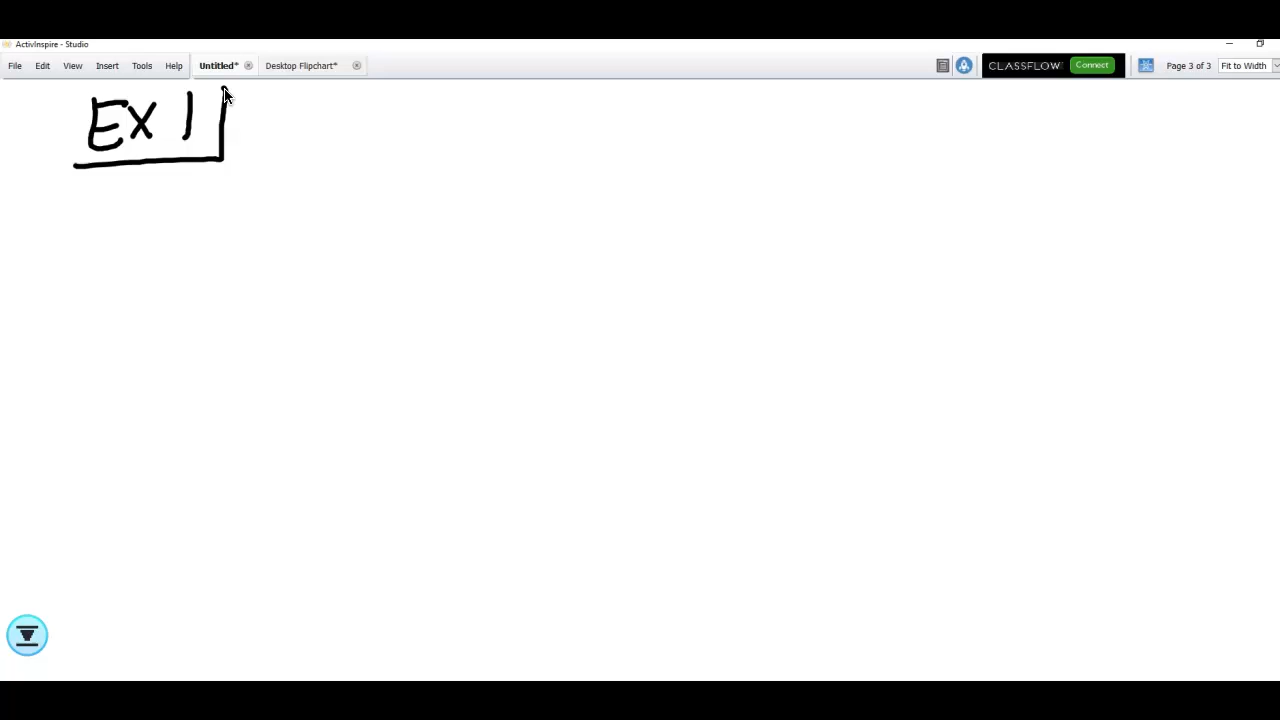 ActivInspire - Studio
File Edit View Insert Tools Help Untitled* Desktop Flipchart* CLASSFLOW Connect Page 3 of 3 Fit to Width
EX 1